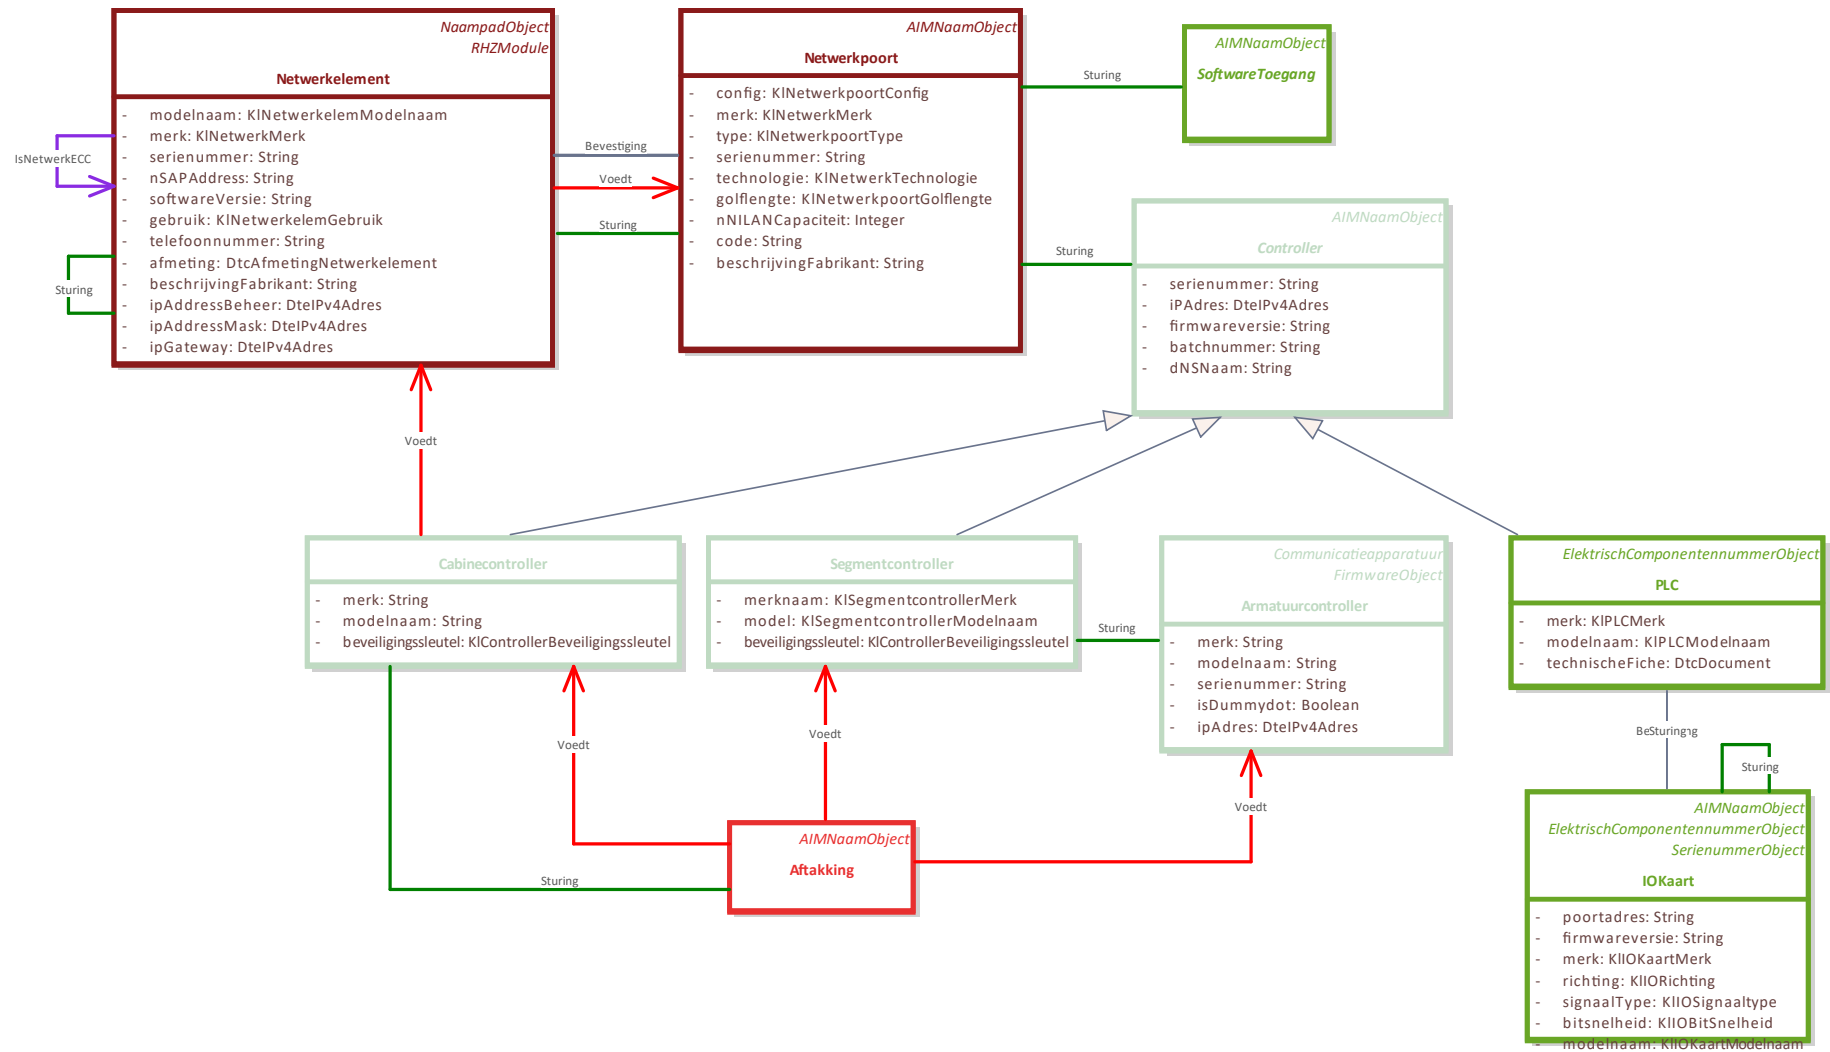 NaampadObject
RHZModule
Netwerkelement
- modelnaam: KlNetwerkelemModelnaam
- merk: KlNetwerkMerk
- serienummer: String
- nSAPAddress: String
- softwareVersie: String
- gebruik: KlNetwerkelemGebruik
- telefoonnummer: String
- afmeting: DtcAfmetingNetwerkelement
- beschrijvingFabrikant: String
- ipAddressBeheer: DteIPv4Adres
- ipAddressMask: DteIPv4Adres
- ipGateway: DteIPv4Adres
IsNetwerkECC
Sturing
Bevestiging
Voedt
Sturing
AIMNaamObject
Netwerkpoort
- config: KlNetwerkpoortConfig
- merk: KlNetwerkMerk
- type: KlNetwerkpoortType
- serienummer: String
- technologie: KlNetwerkTechnologie
- golflengte: KlNetwerkpoortGolflengte
- nNILANCapaciteit: Integer
- code: String
- beschrijvingFabrikant: String
Sturing
AIMNaamObject
SoftwareToegang
Sturing
AIMNaamObject
Controller
- serienummer: String
- iPAdres: DteIPv4Adres
- firmwareversie: String
- batchnummer: String
- dNSNaam: String
Voedt
Cabinecontroller
- merk: String
- modelnaam: String
- beveiligingssleutel: KlControllerBeveiligingssleutel
Segmentcontroller
- merknaam: KlSegmentcontrollerMerk
- model: KlSegmentcontrollerModelnaam
- beveiligingssleutel: KlControllerBeveiligingssleutel
Sturing
CommunicatieapparatuurFirmwareObject
Armatuurcontroller
- merk: String
- modelnaam: String
- serienummer: String
- isDummydot: Boolean
- ipAdres: DteIPv4Adres
ElektrischComponentennummerObject
PLC
- merk: KlPLCMerk
- modelnaam: KlPLCModelnaam
- technischeFiche: DtcDocument
Voedt
Voedt
Voedt
Sturing
AIMNaamObject
Aftakking
Sturing
AIMNaamObject
ElektrischComponentennummerObject
SerienummerObject
IOKaart
- poortadres: String
- firmwareversie: String
- merk: KlIOKaartMerk
- richting: KlIORichting
- signaalType: KlIOSignaaltype
- bitsnelheid: KlIOBitSnelheid
- modelnaam: KlIOKaartModelnaam